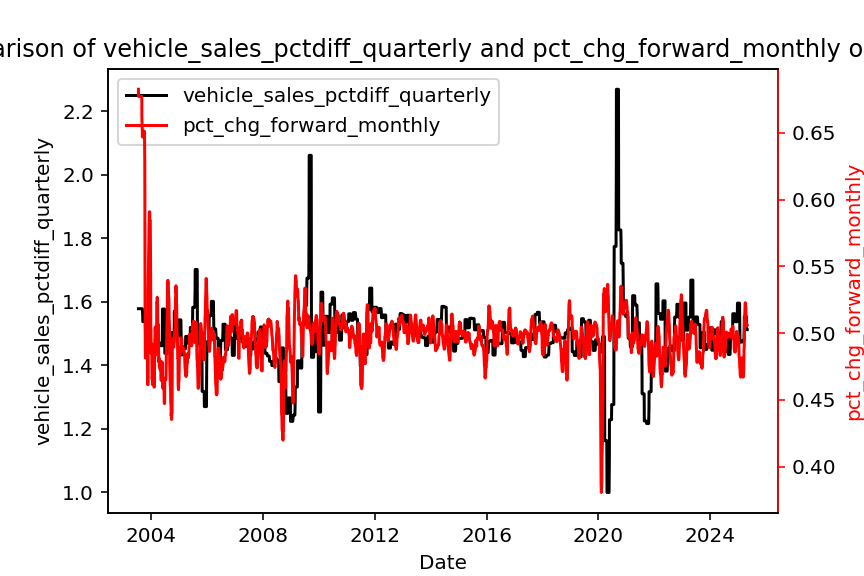 arison of vehicle_sales_pctdiff_quarterly and pct_chg_forward_monthly o
vehicle_sales_pctdiff_quarterly
pct_chg_forward_monthly
2.2
2.0
1.8
1.6
1.4
1.2
1.0
vehicle_sales_pctdiff_quarterly
0.65
0.60
0.55
0.50
0.45
0.40
pct_chg_forward_monthly
2004 2008 2012 2016 2020 2024
Date